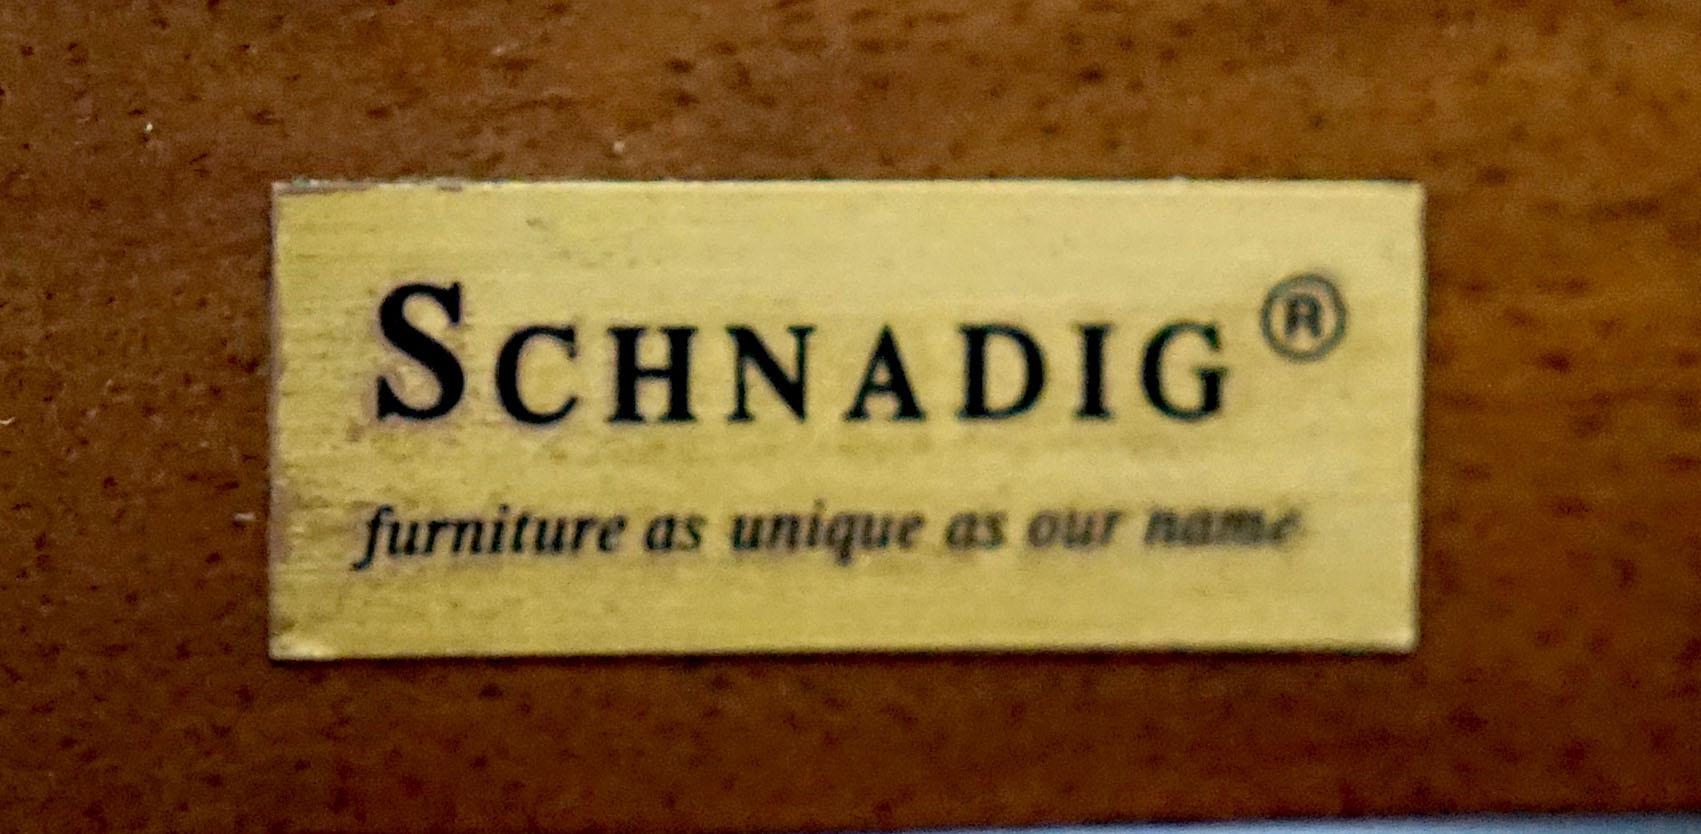 SCHNADIG®
furniture as unique as our name